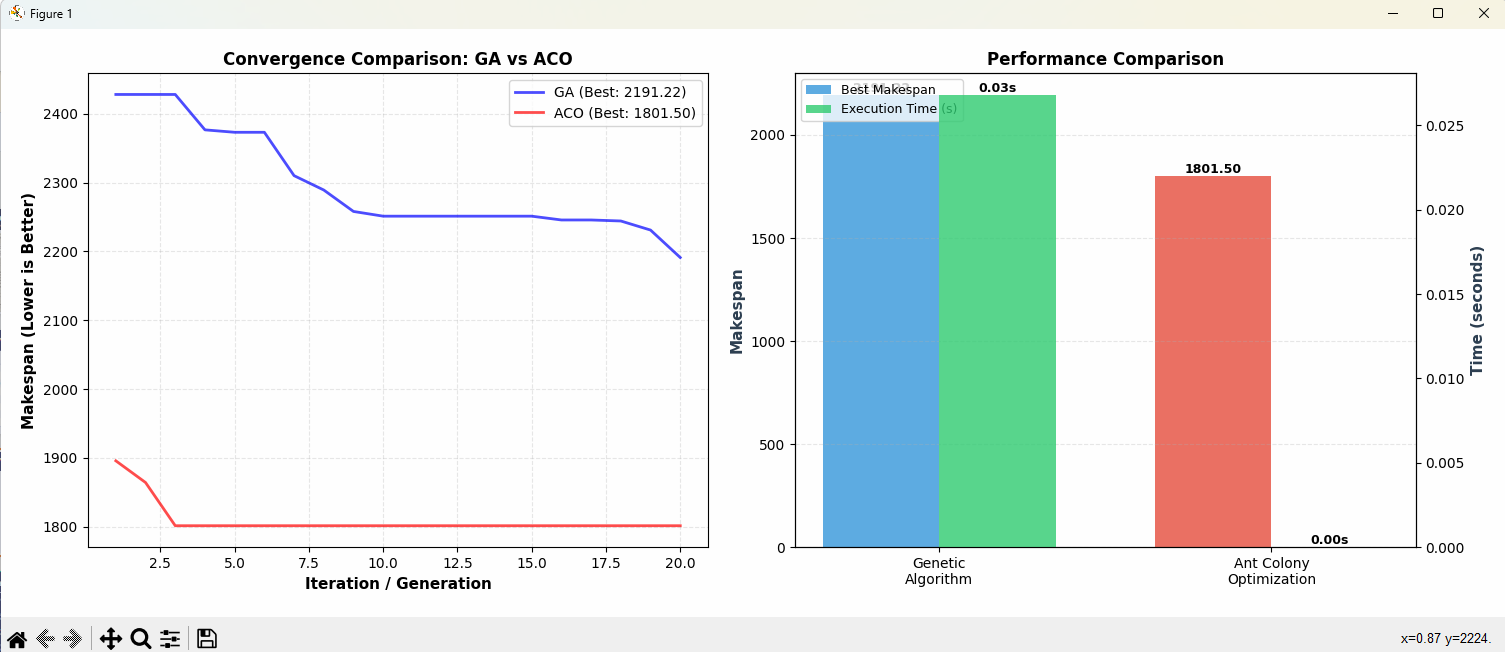 Figure 1
Convergence Comparison: GA vs ACO
GA (Best: 2191.22)
ACO (Best: 1801.50)
Makespan (Lower is Better)
2400
2300
2200
2100
2000
1900
1800
2.5 5.0 7.5 10.0 12.5 15.0 17.5 20.0
Iteration / Generation
Performance Comparison
Best Makespan
Execution Time (s)
0.03s
1801.50
0.00s
Makespan
2000
1500
1000
500
0
0.025
0.020
0.015
0.010
0.005
0.000
Time (seconds)
Genetic
Algorithm
Ant Colony
Optimization
x=0.87 y=2224.